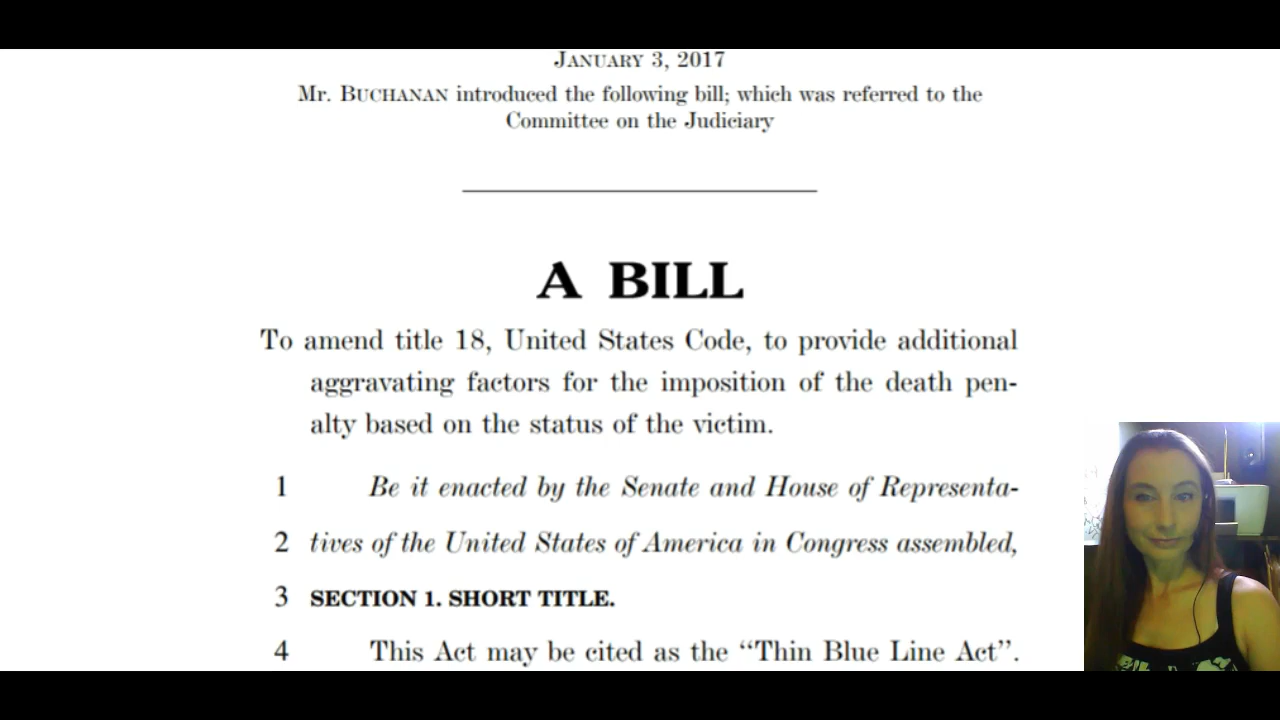 JANUARY 3, 2017
Mr. BUCHANAN introduced the following bill; which was referred to the
Committee on the Judiciary
A BILL
To amend title 18, United States Code, to provide additional
aggravating factors for the imposition of the death pen-
alty based on the status of the victim.
1 Be it enacted by the Senate and House of Representa-
2 tives of the United States of America in Congress assembled,
3 SECTION 1. SHORT TITLE.
4 This Act may be cited as the “Thin Blue Line Act”.